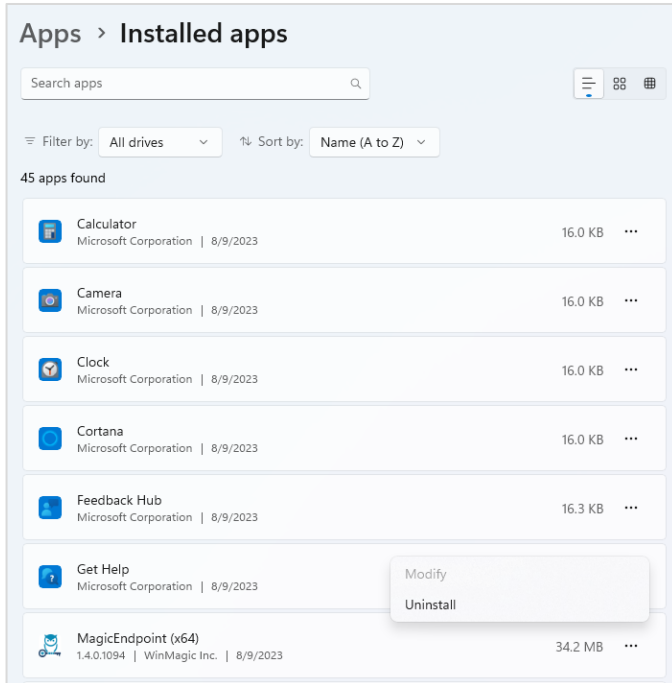 Apps > Installed apps
Search apps
Filter by: All drives Sort by: Name (A to Z)
45 apps found
Calculator
Microsoft Corporation | 8/9/2023
16.0 KB
Camera
Microsoft Corporation | 8/9/2023
16.0 KB
Clock
Microsoft Corporation | 8/9/2023
16.0 KB
Cortana
Microsoft Corporation | 8/9/2023
16.0 KB
Feedback Hub
Microsoft Corporation | 8/9/2023
16.3 KB
Get Help
Microsoft Corporation | 8/9/2023
Modify
Uninstall
MagicEndpoint (x64)
1.4.0.1094 | WinMagic Inc. | 8/9/2023
34.2 MB